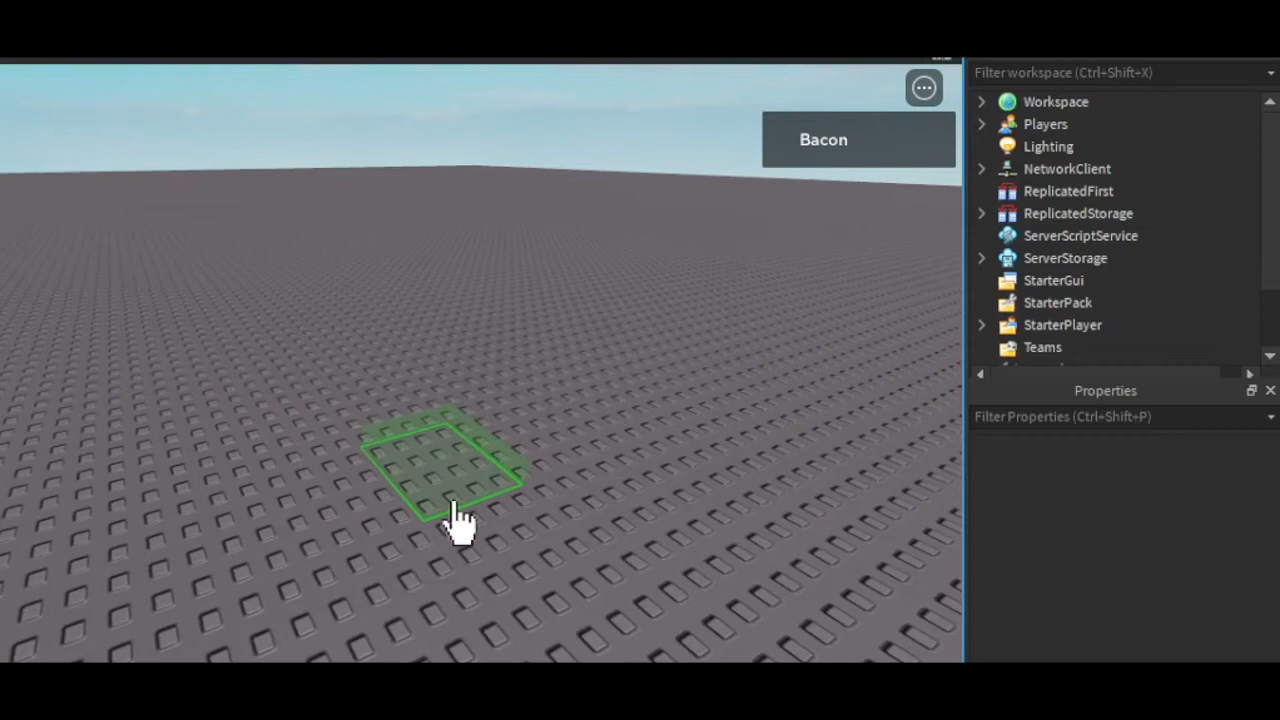 Bacon
Filter workspace (Ctrl+Shift+X)
Workspace
Players
Lighting
NetworkClient
ReplicatedFirst
ReplicatedStorage
ServerScriptService
ServerStorage
StarterGui
StarterPack
StarterPlayer
Teams
Properties
Filter Properties (Ctrl+Shift+P)